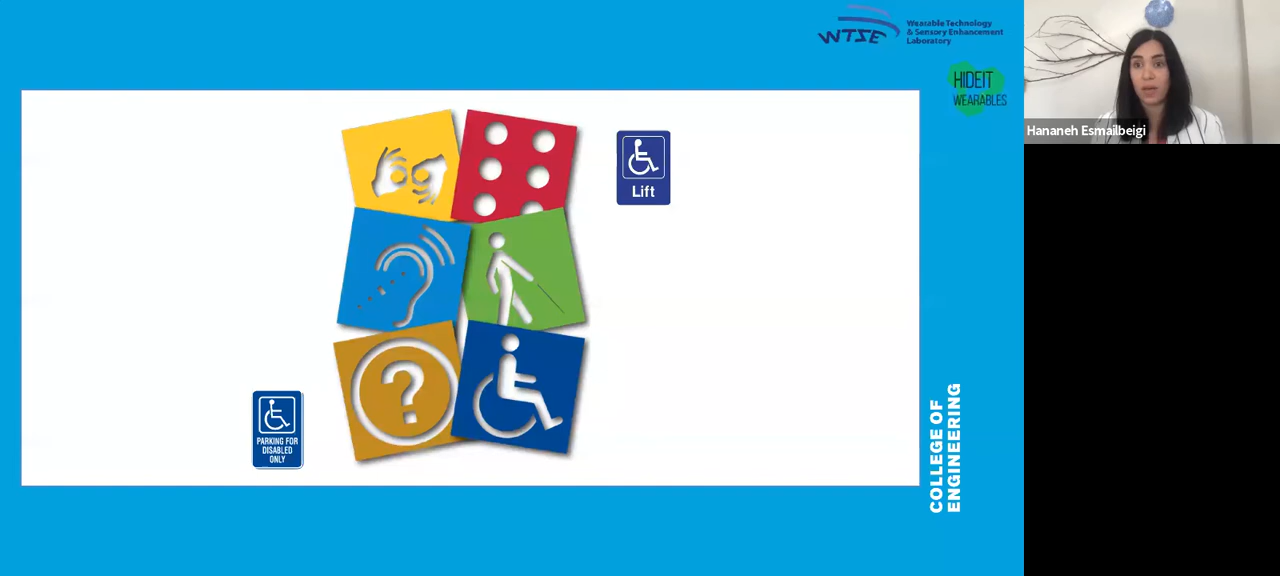 WTSE
Wearable Technology
& Sensory Enhancement
Laboratory
HIDEIT
WEARABLES
Hananeh Esmailbeigi
Lift
?
PARKING FOR
DISABLED
ONLY
COLLEGE OF
ENGINEERING